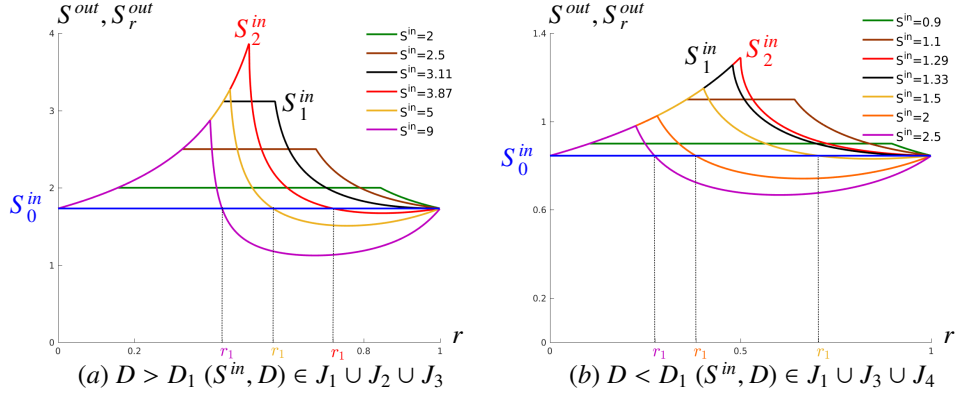 S^out, S_r^out
4
3
2
1
0
S^in=2
S^in=2.5
S^in=3.11
S^in=3.87
S^in=5
S^in=9
S_2^in
S_1^in
S_0^in
0
0.2
r_1
r_1
r_1
0.8
1
r
(a) D > D_1 (S^in, D) ∈ J_1 ∪ J_2 ∪ J_3
S^out, S_r^out
1.4
1
0.6
0.2
0
S^in=0.9
S^in=1.1
S^in=1.29
S^in=1.33
S^in=1.5
S^in=2
S^in=2.5
S_1^in
S_2^in
S_0^in
0
r_1
r_1
0.5
r_1
1
r
(b) D < D_1 (S^in, D) ∈ J_1 ∪ J_3 ∪ J_4